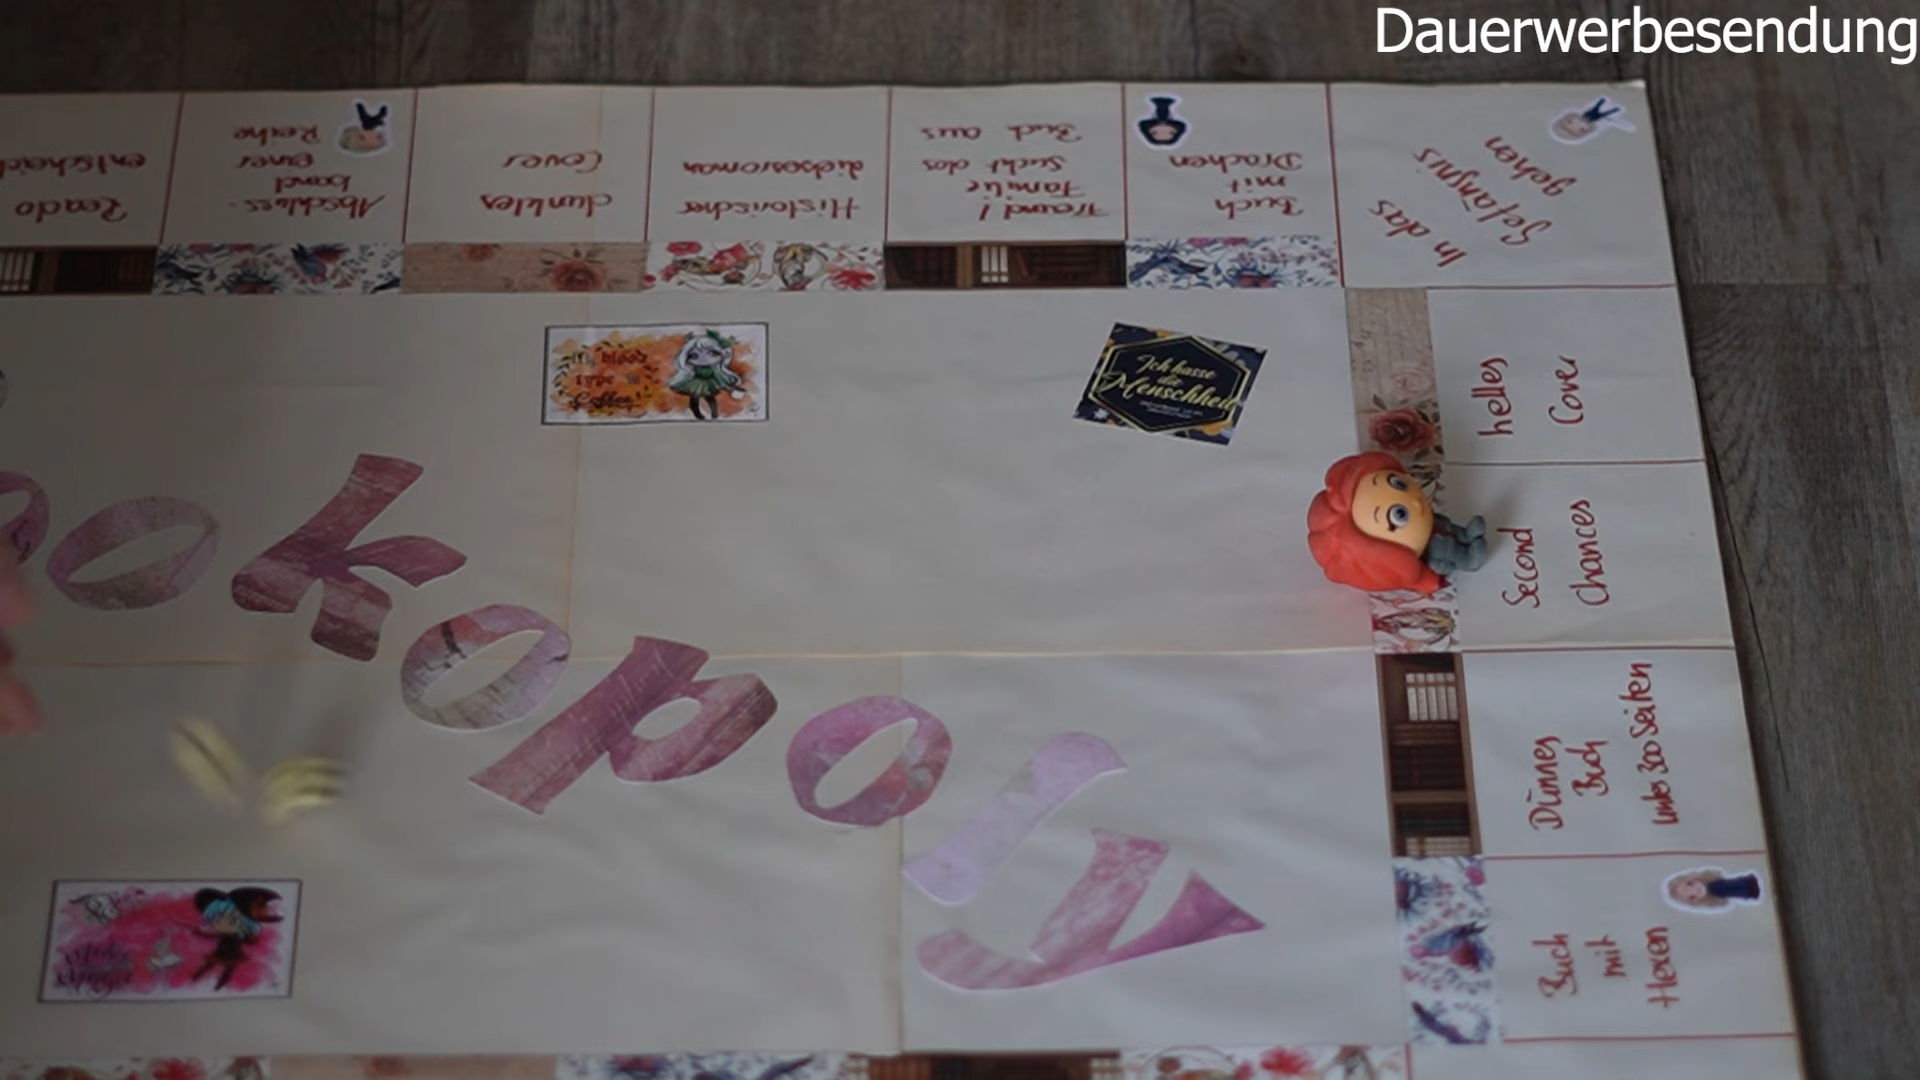 Dauerwerbesendung
Reado
entscheidet
Abschluss-
band
einer
Reihe
dunkles
Cover
Historischer
Liebesroman
Freund /
Familie
sucht das
Buch aus
Buch
mit
Drachen
In das
Gefängnis
gehen
helles
Cover
Second
Chances
Dünnes
Buch
unter 300 Seiten
Buch
mit
Hexen
Ich hasse
die
Menschheit
ookopoly